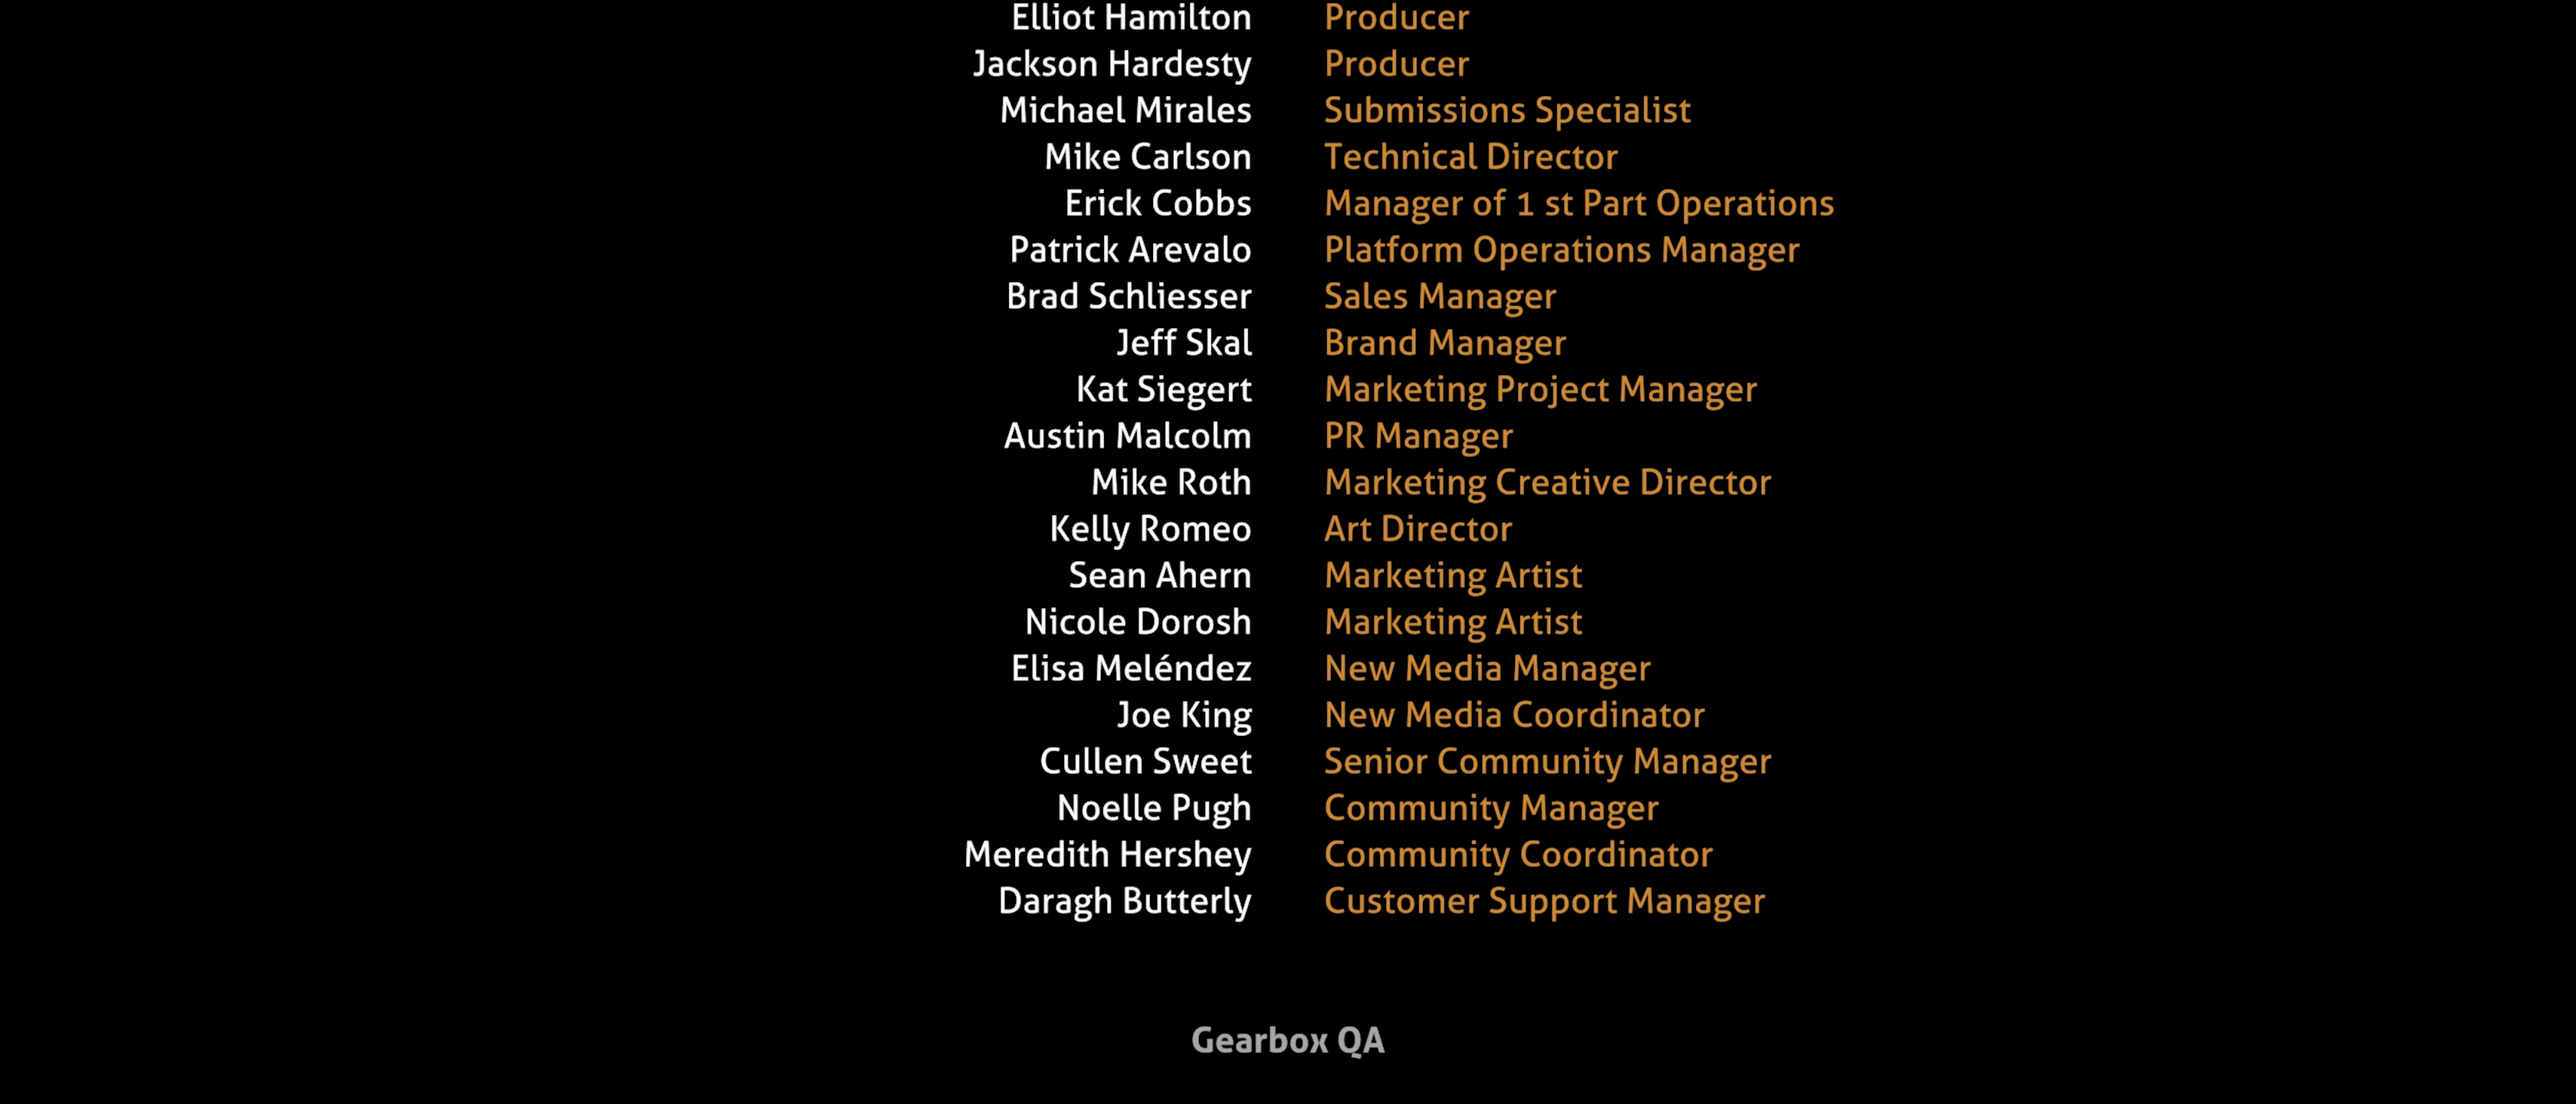 Elliot Hamilton Producer
Jackson Hardesty Producer
Michael Mirales Submissions Specialist
Mike Carlson Technical Director
Erick Cobbs Manager of 1 st Part Operations
Patrick Arevalo Platform Operations Manager
Brad Schliesser Sales Manager
Jeff Skal Brand Manager
Kat Siegert Marketing Project Manager
Austin Malcolm PR Manager
Mike Roth Marketing Creative Director
Kelly Romeo Art Director
Sean Ahern Marketing Artist
Nicole Dorosh Marketing Artist
Elisa Meléndez New Media Manager
Joe King New Media Coordinator
Cullen Sweet Senior Community Manager
Noelle Pugh Community Manager
Meredith Hershey Community Coordinator
Daragh Butterly Customer Support Manager
Gearbox QA